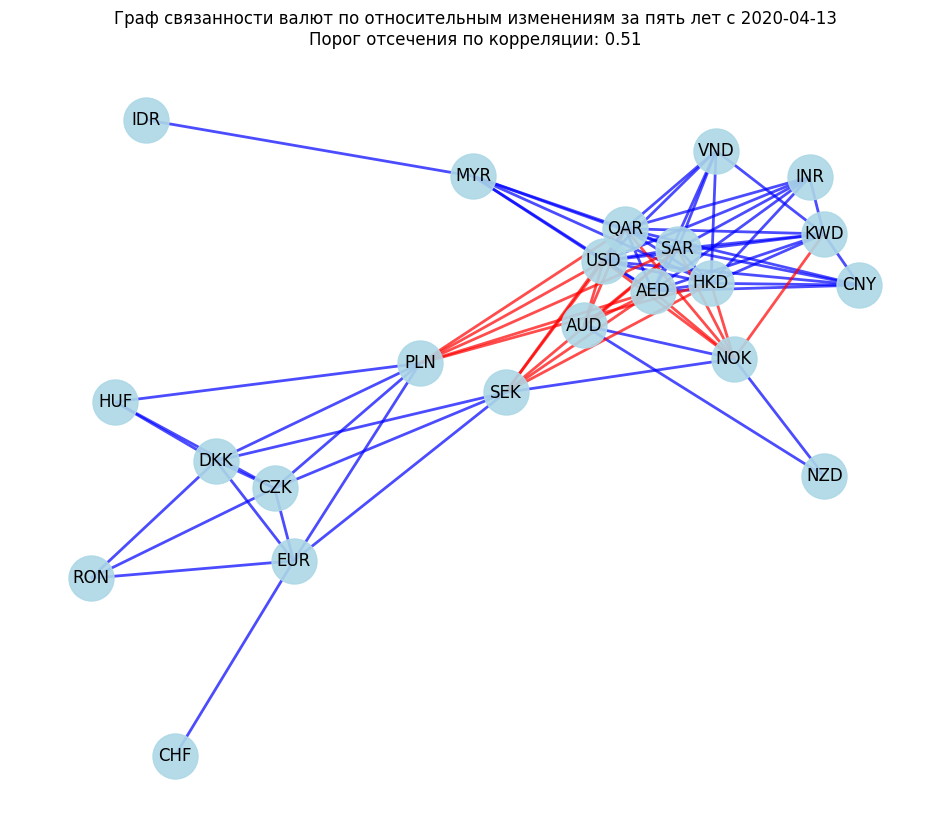 Граф связанности валют по относительным изменениям за пять лет с 2020-04-13
Порог отсечения по корреляции: 0.51
IDR
VND
MYR
INR
QAR
KWD
SAR
USD
HKD
CNY
AED
AUD
NOK
PLN
SEK
HUF
DKK
NZD
CZK
EUR
RON
CHF